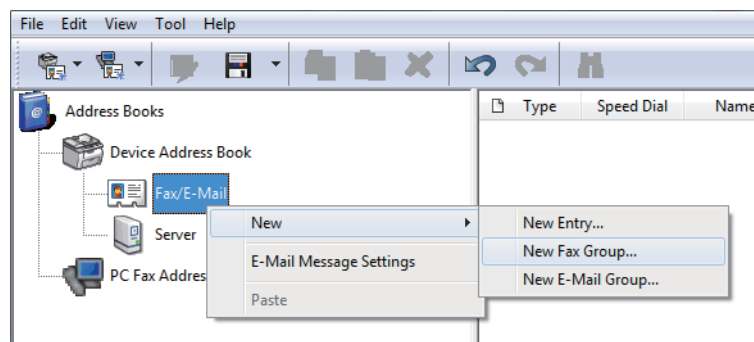 File Edit View Tool Help
Address Books
Type Speed Dial Name
Device Address Book
Fax/E-Mail
Server
New
New Entry...
E-Mail Message Settings
New Fax Group...
PC Fax Addres
Paste
New E-Mail Group...